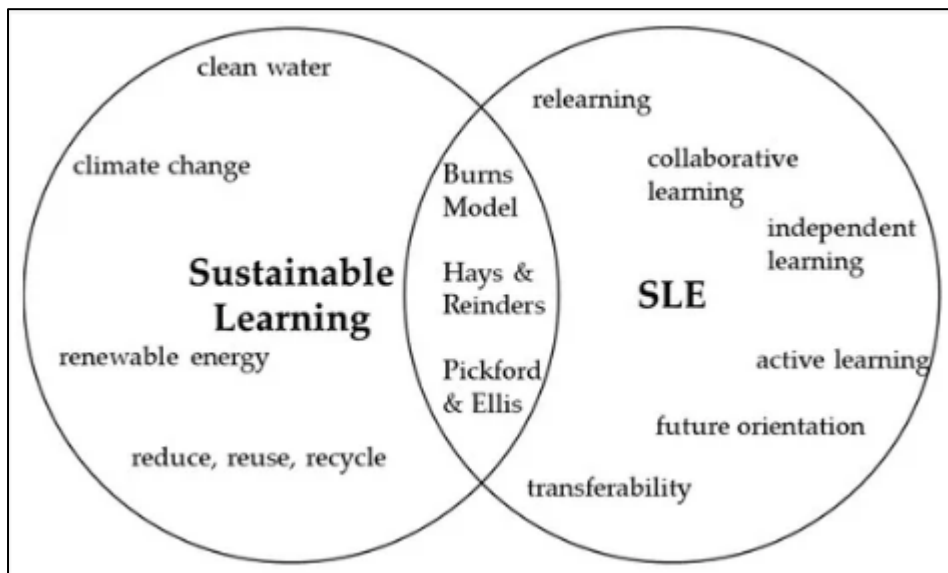 clean water
climate change
Sustainable
Learning
renewable energy
reduce, reuse, recycle
Burns
Model
Hays &
Reinders
Pickford
& Ellis
relearning
collaborative
learning
independent
learning
SLE
active learning
future orientation
transferability